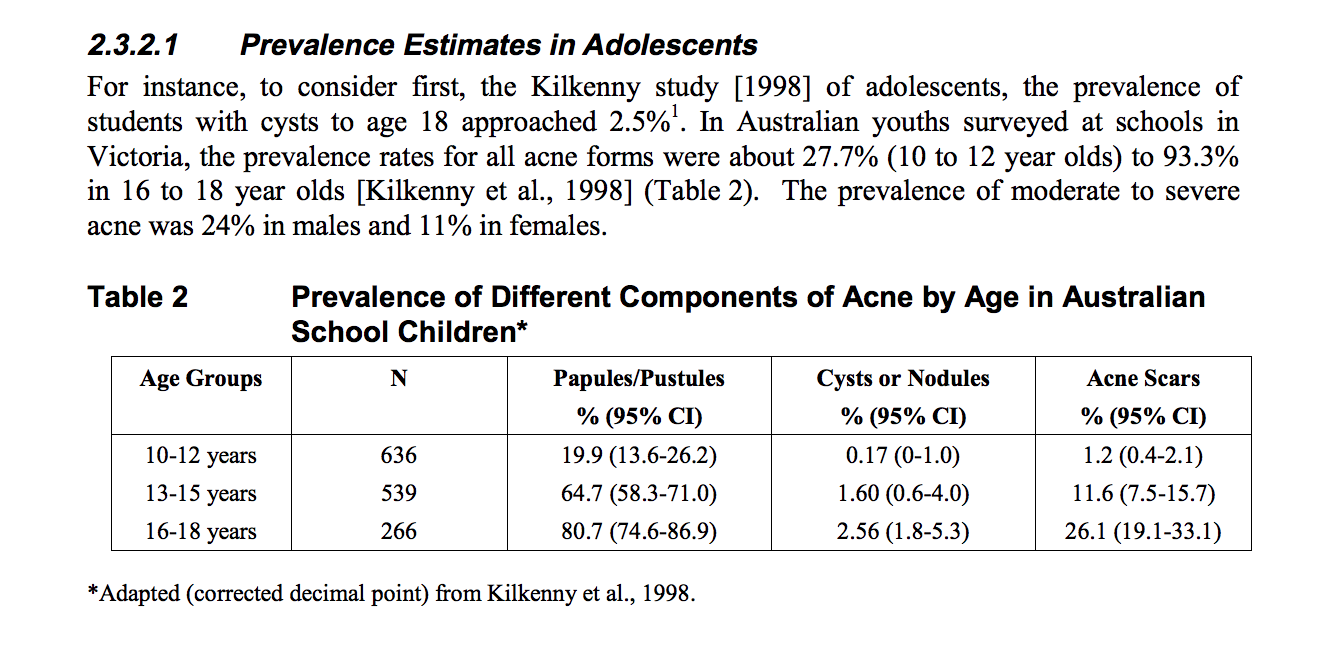 2.3.2.1 Prevalence Estimates in Adolescents
For instance, to consider first, the Kilkenny study [1998] of adolescents, the prevalence of
students with cysts to age 18 approached 2.5%1. In Australian youths surveyed at schools in
Victoria, the prevalence rates for all acne forms were about 27.7% (10 to 12 year olds) to 93.3%
in 16 to 18 year olds [Kilkenny et al., 1998] (Table 2). The prevalence of moderate to severe
acne was 24% in males and 11% in females.
Table 2 Prevalence of Different Components of Acne by Age in Australian
School Children*
Age Groups N Papules/Pustules Cysts or Nodules Acne Scars
% (95% CI) % (95% CI) % (95% CI)
10-12 years 636 19.9 (13.6-26.2) 0.17 (0-1.0) 1.2 (0.4-2.1)
13-15 years 539 64.7 (58.3-71.0) 1.60 (0.6-4.0) 11.6 (7.5-15.7)
16-18 years 266 80.7 (74.6-86.9) 2.56 (1.8-5.3) 26.1 (19.1-33.1)
*Adapted (corrected decimal point) from Kilkenny et al., 1998.